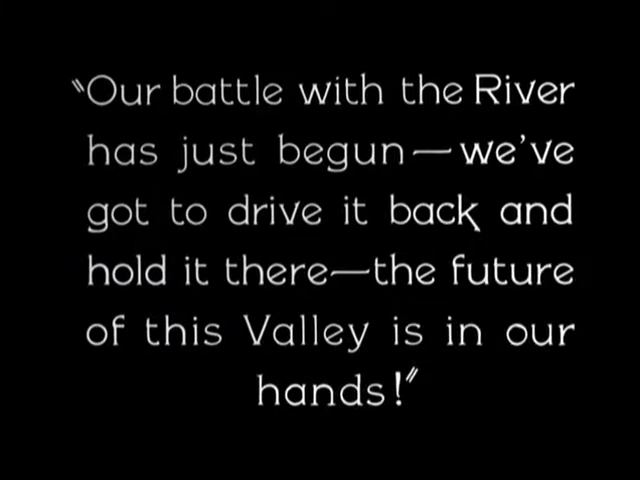 "Our battle with the River
has just begun—we've
got to drive it back and
hold it there—the future
of this Valley is in our
hands!"